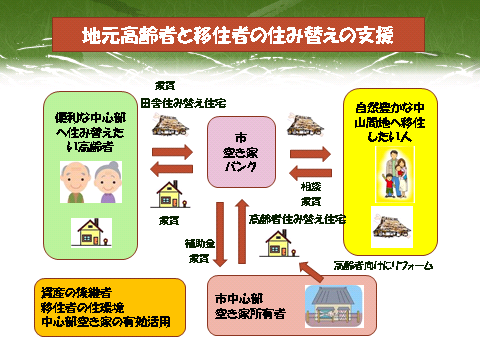 地元高齢者と移住者の住み替えの支援
家賃
田舎住み替え住宅
便利な中心部
へ住み替えた
い高齢者
市
空き家
バンク
自然豊かな中
山間地へ移住
したい人
相談
家賃
家賃
高齢者住み替え住宅
補助金
家賃
高齢者向けにリフォーム
資産の後継者
移住者の住環境
中心部空き家の有効活用
市中心部
空き家所有者